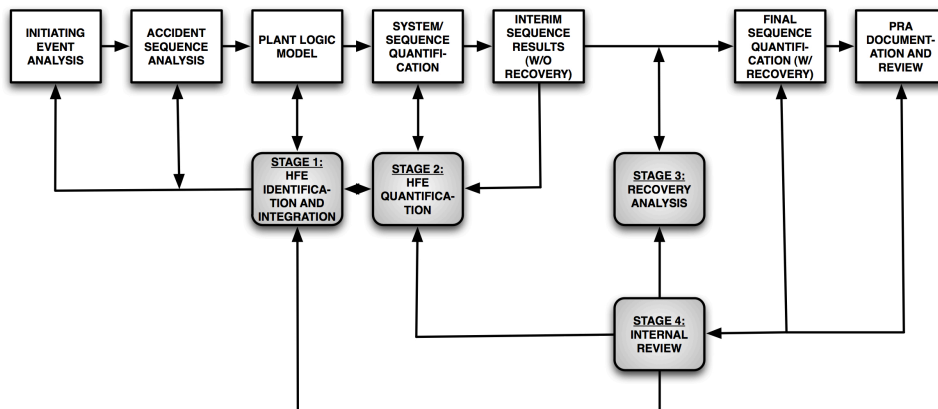 INITIATING
EVENT
ANALYSIS
ACCIDENT
SEQUENCE
ANALYSIS
PLANT LOGIC
MODEL
SYSTEM/
SEQUENCE
QUANTIFI-
CATION
INTERIM
SEQUENCE
RESULTS (W/O
RECOVERY)
FINAL
SEQUENCE
QUANTIFI-
CATION (W/
RECOVERY)
PRA
DOCUMENT-
ATION AND
REVIEW
STAGE 1:
HFE
IDENTIFICA-
TION AND
INTEGRATION
STAGE 2:
HFE
QUANTIFICA-
TION
STAGE 3:
RECOVERY
ANALYSIS
STAGE 4:
INTERNAL
REVIEW